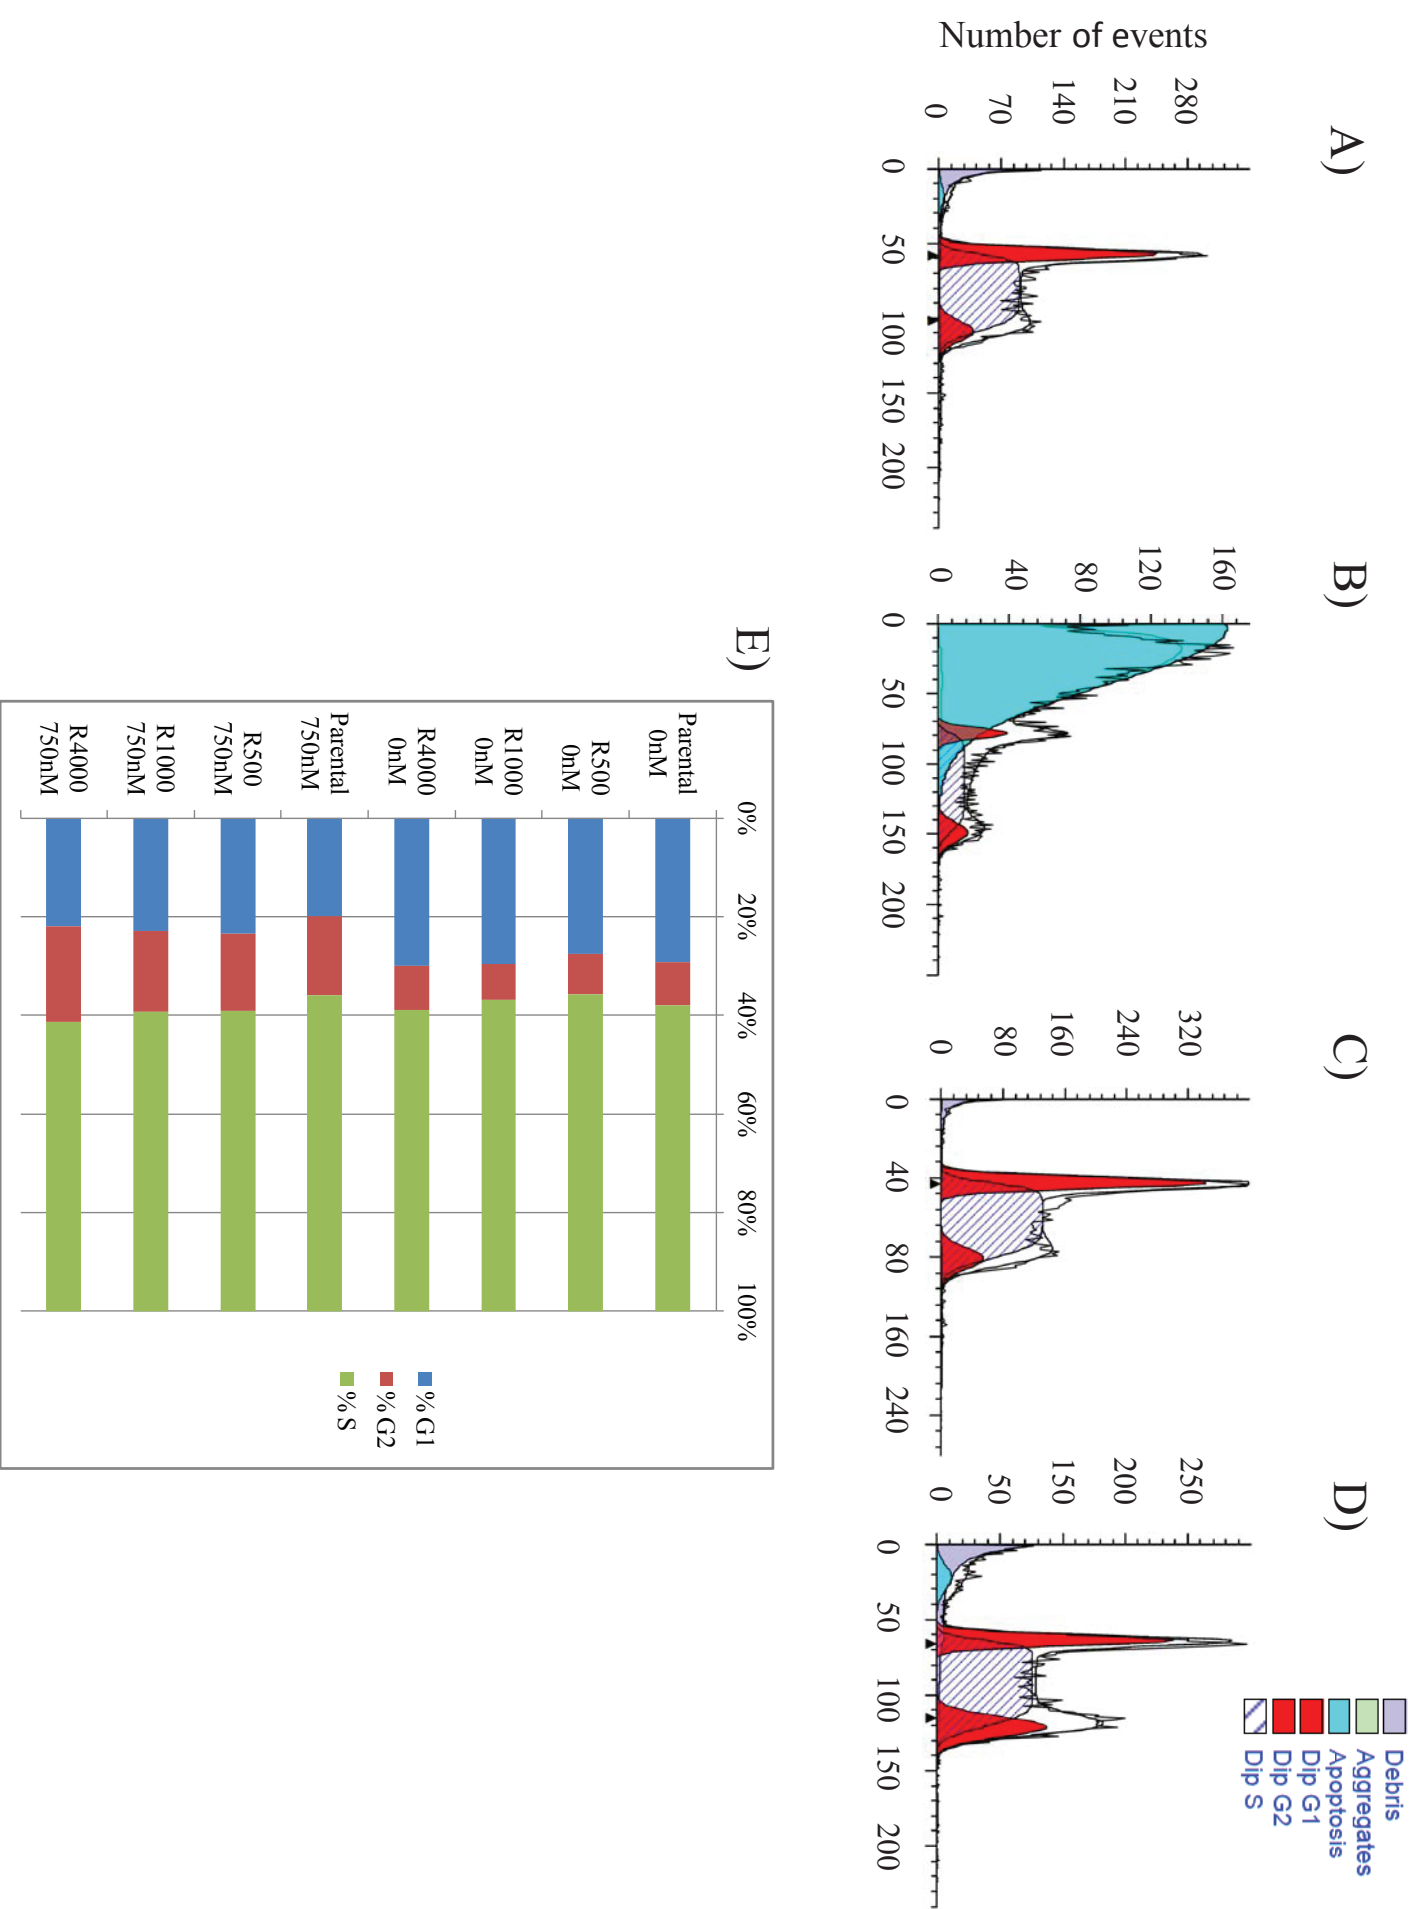 A)
B)
C)
D)
Number of events
0 70 140 210 280
0 50 100 150 200
0 40 80 120 160
0 50 100 150 200
0 80 160 240 320
0 40 80 160 240
0 50 150 200 250
0 50 100 150 200
Debris
Aggregates
Apoptosis
Dip G1
Dip G2
Dip S
E)
0% 20% 40% 60% 80% 100%
Parental
0nM
R500
0nM
R1000
0nM
R4000
0nM
Parental
750nM
R500
750nM
R1000
750nM
R4000
750nM
% G1
% G2
% S